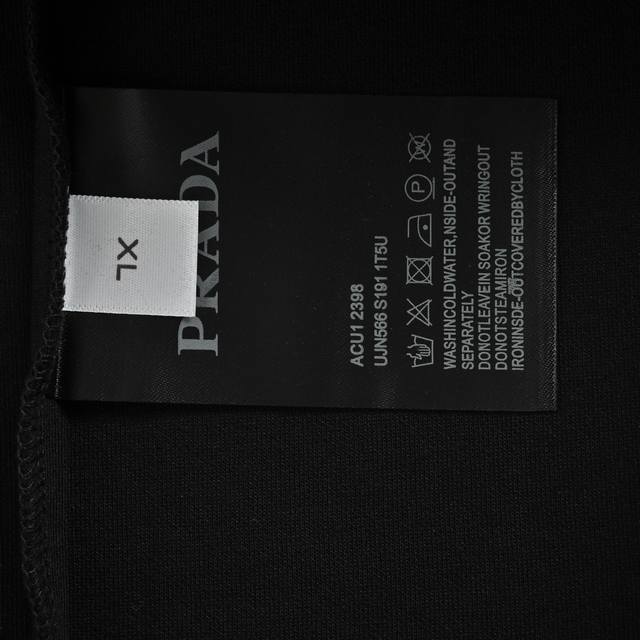 PRADA
XL
ACU1 2398
UJN566 S191 1T5U
WASHINCOLDWATER,NSIDE-OUTAND
SEPARATELY
DONOTLEAVEIN SOAKOR WRINGOUT
DONOTSTEAMIRON
IRONINSDE-OUTCOVEREDBYCLOTH